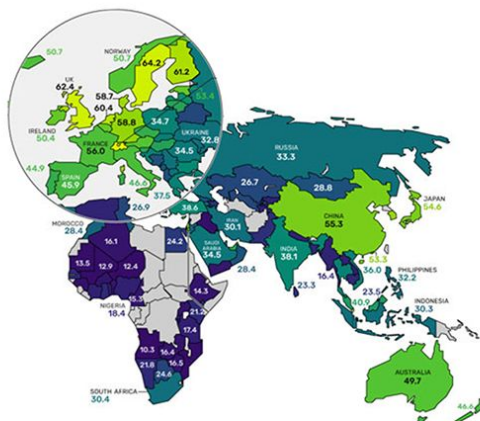 50.7
NORWAY
50.7
64.2
61.2
UK
62.4
58.7
60.4
53.4
58.8
34.7
IRELAND
50.4
UKRAINE
32.8
FRANCE
56.0
34.5
44.9
SPAIN
45.9
46.6
37.5
26.9
38.6
RUSSIA
33.3
26.7
28.8
CHINA
55.3
JAPAN
54.6
MOROCCO
28.4
16.1
24.2
IRAN
30.1
SAUDI
ARABIA
34.5
INDIA
38.1
53.3
13.5
12.9
12.4
28.4
16.4
36.0
PHILIPPINES
32.2
14.3
23.3
23.5
NIGERIA
18.4
15.3
21.2
40.9
INDONESIA
30.3
17.4
10.3
16.4
16.5
21.8
24.6
AUSTRALIA
49.7
SOUTH AFRICA
30.4
46.6